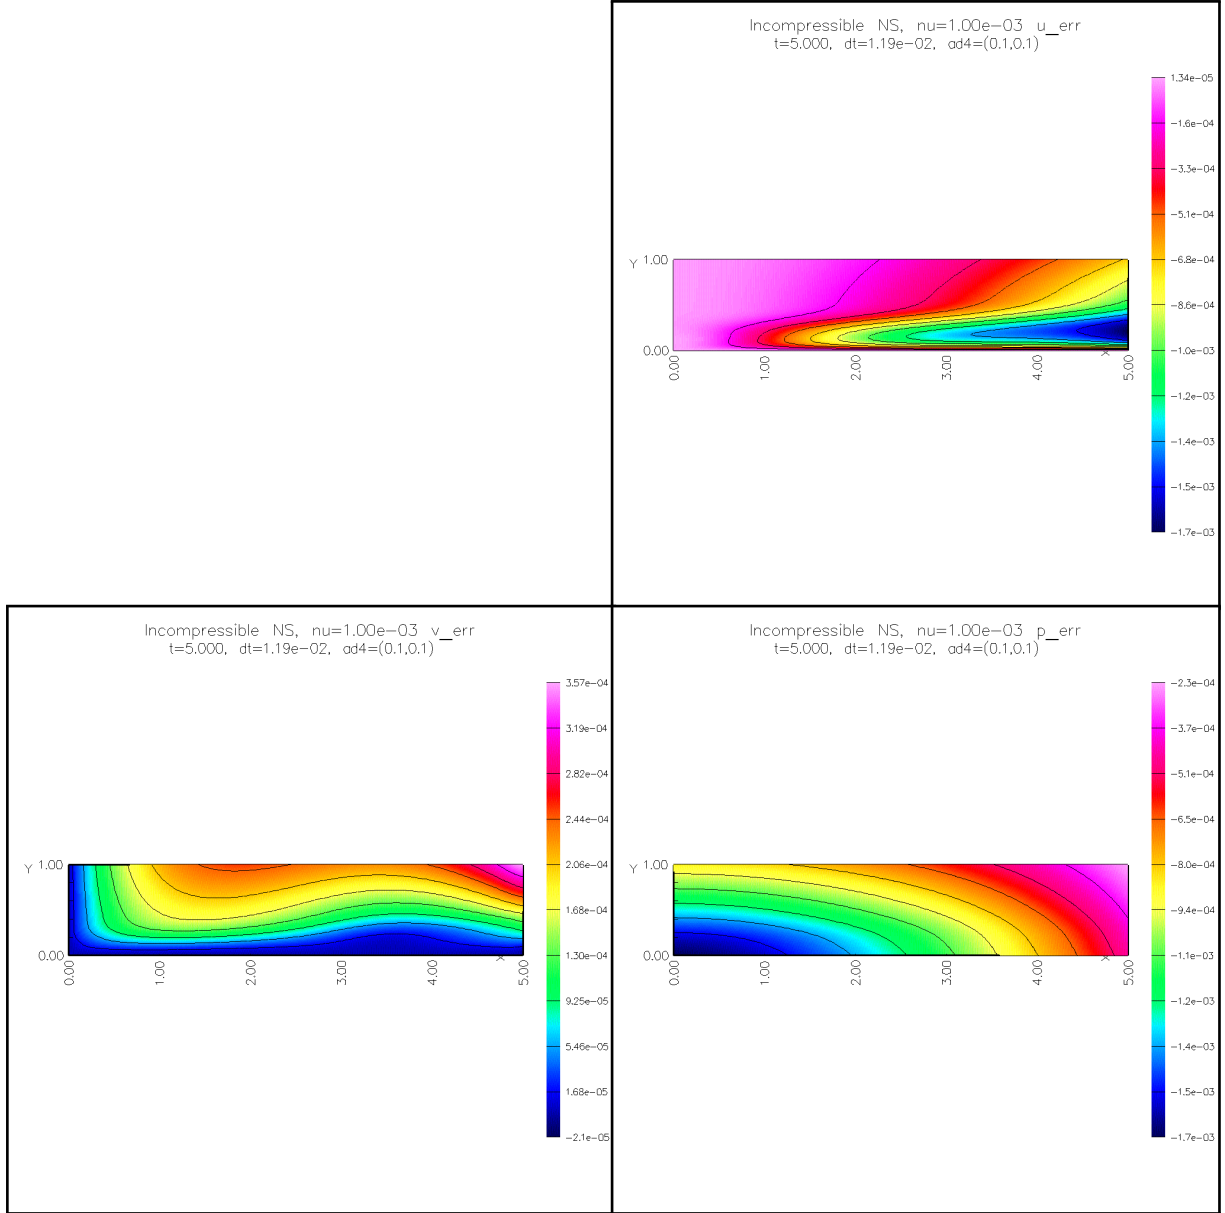 Incompressible NS, nu=1.00e-03 u_err
t=5.000, dt=1.19e-02, ad4=(0.1,0.1)
1.34e-05
-1.6e-04
-3.3e-04
-5.1e-04
-6.8e-04
-8.6e-04
-1.0e-03
-1.2e-03
-1.4e-03
-1.5e-03
-1.7e-03
Y 1.00
0.00
X
0.00 1.00 2.00 3.00 4.00 5.00
Incompressible NS, nu=1.00e-03 v_err
t=5.000, dt=1.19e-02, ad4=(0.1,0.1)
3.57e-04
3.19e-04
2.82e-04
2.44e-04
2.06e-04
1.68e-04
1.30e-04
9.25e-05
5.46e-05
1.68e-05
-2.1e-05
Y 1.00
0.00
X
0.00 1.00 2.00 3.00 4.00 5.00
Incompressible NS, nu=1.00e-03 p_err
t=5.000, dt=1.19e-02, ad4=(0.1,0.1)
-2.3e-04
-3.7e-04
-5.1e-04
-6.5e-04
-8.0e-04
-9.4e-04
-1.1e-03
-1.2e-03
-1.4e-03
-1.5e-03
-1.7e-03
Y 1.00
0.00
X
0.00 1.00 2.00 3.00 4.00 5.00